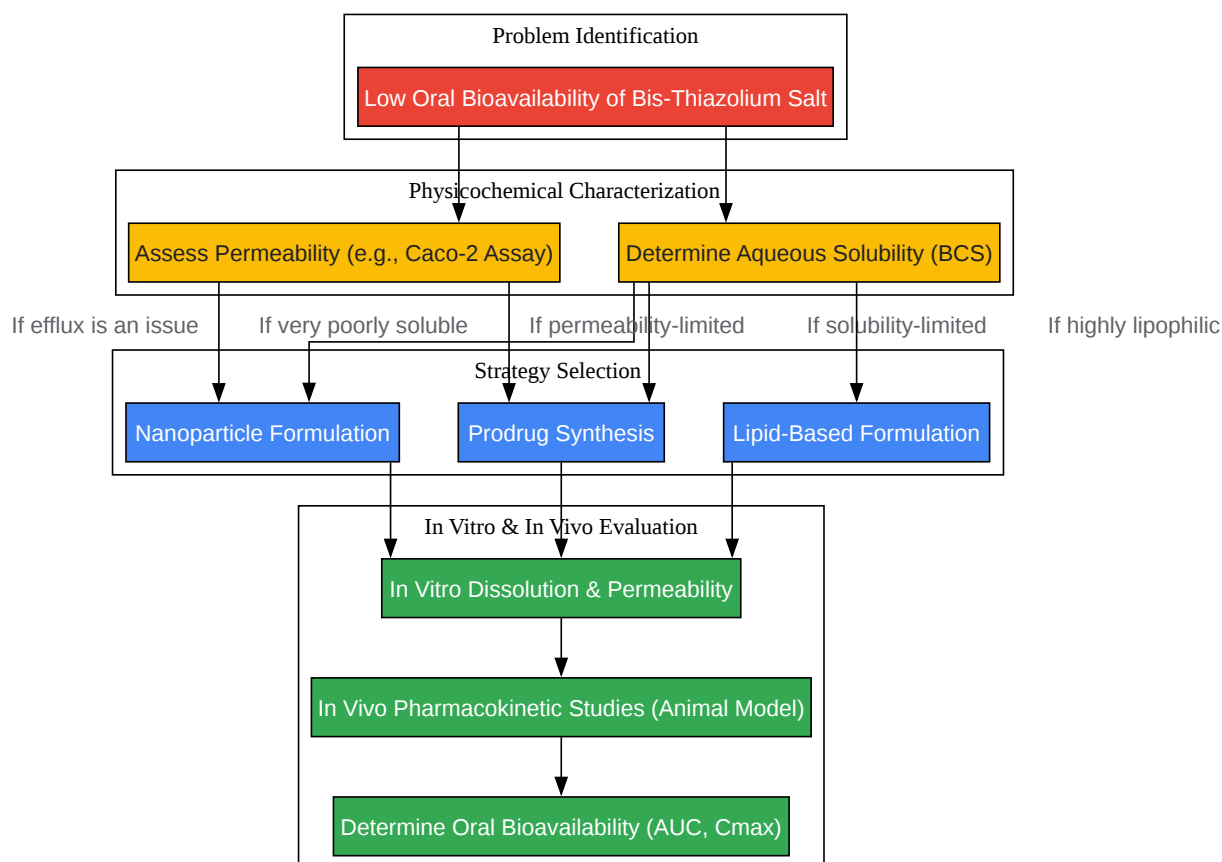 Problem Identification
Low Oral Bioavailability of Bis-Thiazolium Salt
Physicochemical Characterization
Assess Permeability (e.g., Caco-2 Assay)
Determine Aqueous Solubility (BCS)
If efflux is an issue
If very poorly soluble
If permeability-limited
If solubility-limited
If highly lipophilic
Strategy Selection
Nanoparticle Formulation
Prodrug Synthesis
Lipid-Based Formulation
In Vitro & In Vivo Evaluation
In Vitro Dissolution & Permeability
In Vivo Pharmacokinetic Studies (Animal Model)
Determine Oral Bioavailability (AUC, Cmax)